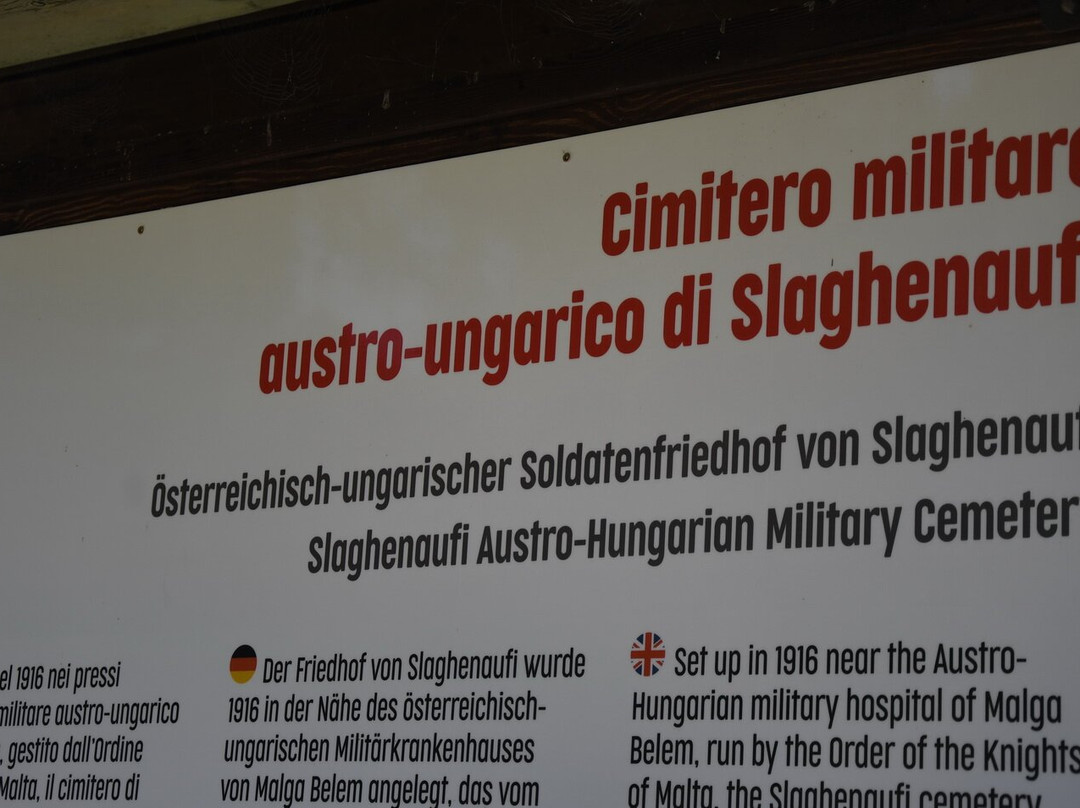 Cimitero militare
austro-ungarico di Slaghenauf
Österreichisch-ungarischer Soldatenfriedhof von Slaghenauf
Slaghenaufi Austro-Hungarian Military Cemeter
el 1916 nei pressi
militare austro-ungarico
, gestito dall'Ordine
Malta, il cimitero di
Der Friedhof von Slaghenaufi wurde
1916 in der Nähe des österreichisch-
ungarischen Militärkrankenhauses
von Malga Belem angelegt, das vom
Set up in 1916 near the Austro-
Hungarian military hospital of Malga
Belem, run by the Order of the Knights
of Malta, the Slaghenaufi cemetery